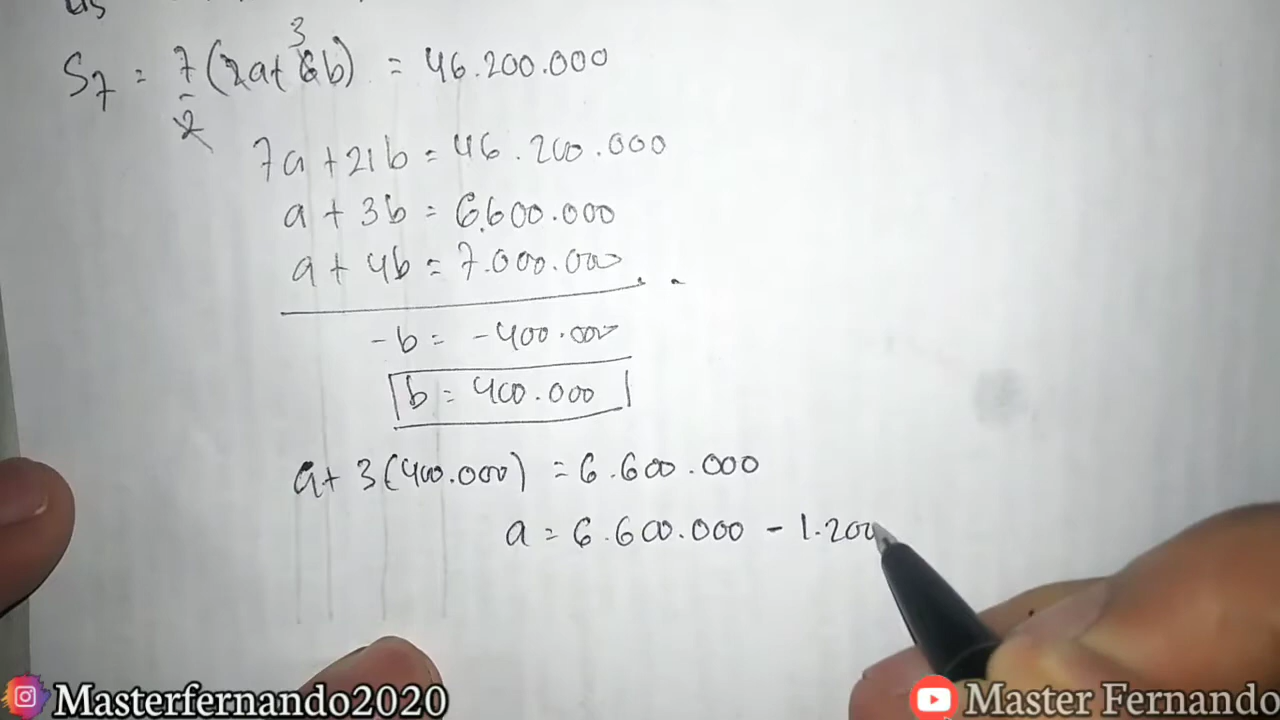 S7 = 7/2 (2a + 6b) = 46.200.000
3
7a + 21b = 46.200.000
a + 3b = 6.600.000
a + 4b = 7.000.000
-b = -400.000
b = 400.000
a + 3(400.000) = 6.600.000
a = 6.600.000 - 1.200
Masterfernando2020
Master Fernando